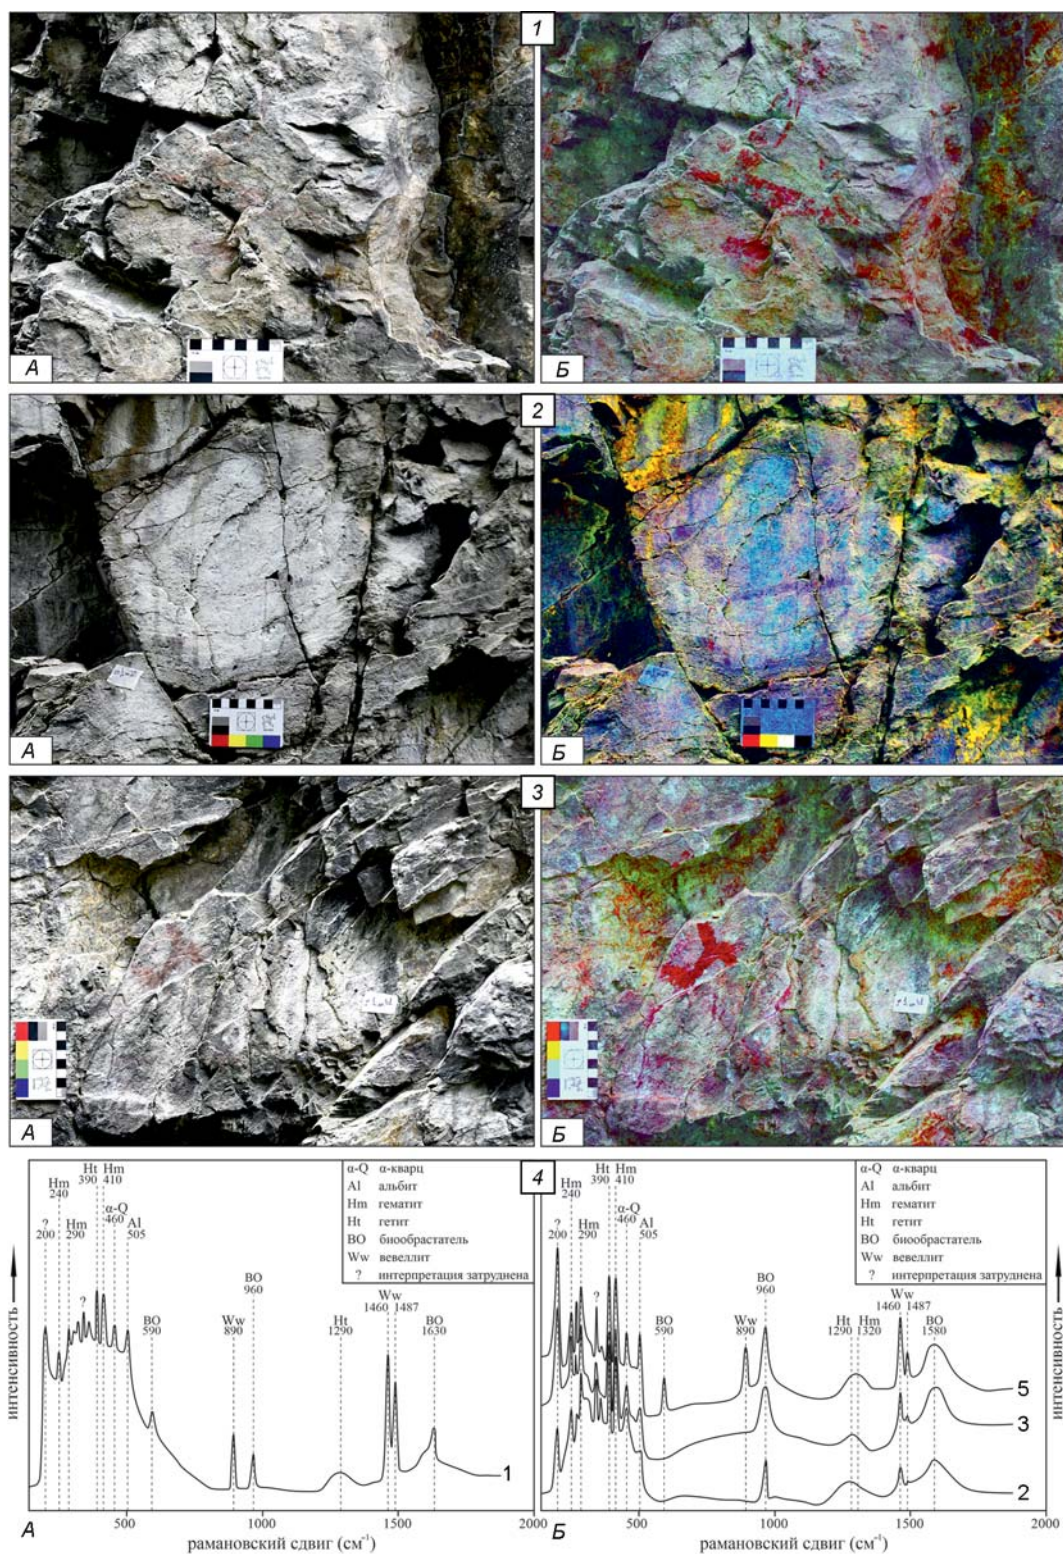 1
А
Б
2
А
Б
3
А
Б
4
α-Q α-кварц
Al альбит
Hm гематит
Ht гетит
BO биообрастатель
Ww вевеллит
? интерпретация затруднена
? 200
Hm 240
Hm 290
?
Ht 390
Hm 410
α-Q 460
Al 505
BO 590
Ww 890
BO 960
Ht 1290
Ww
1460 1487
BO 1630
1
интенсивность
500 1000 1500 2000
А
рамановский сдвиг (см⁻¹)
α-Q α-кварц
Al альбит
Hm гематит
Ht гетит
BO биообрастатель
Ww вевеллит
? интерпретация затруднена
? 200
Hm 240
Hm 290
?
Ht 390
Hm 410
α-Q 460
Al 505
BO 590
Ww 890
BO 960
Ht 1290
Hm 1320
Ww
1460 1487
BO 1580
5
3
2
интенсивность
500 1000 1500 2000
Б
рамановский сдвиг (см⁻¹)